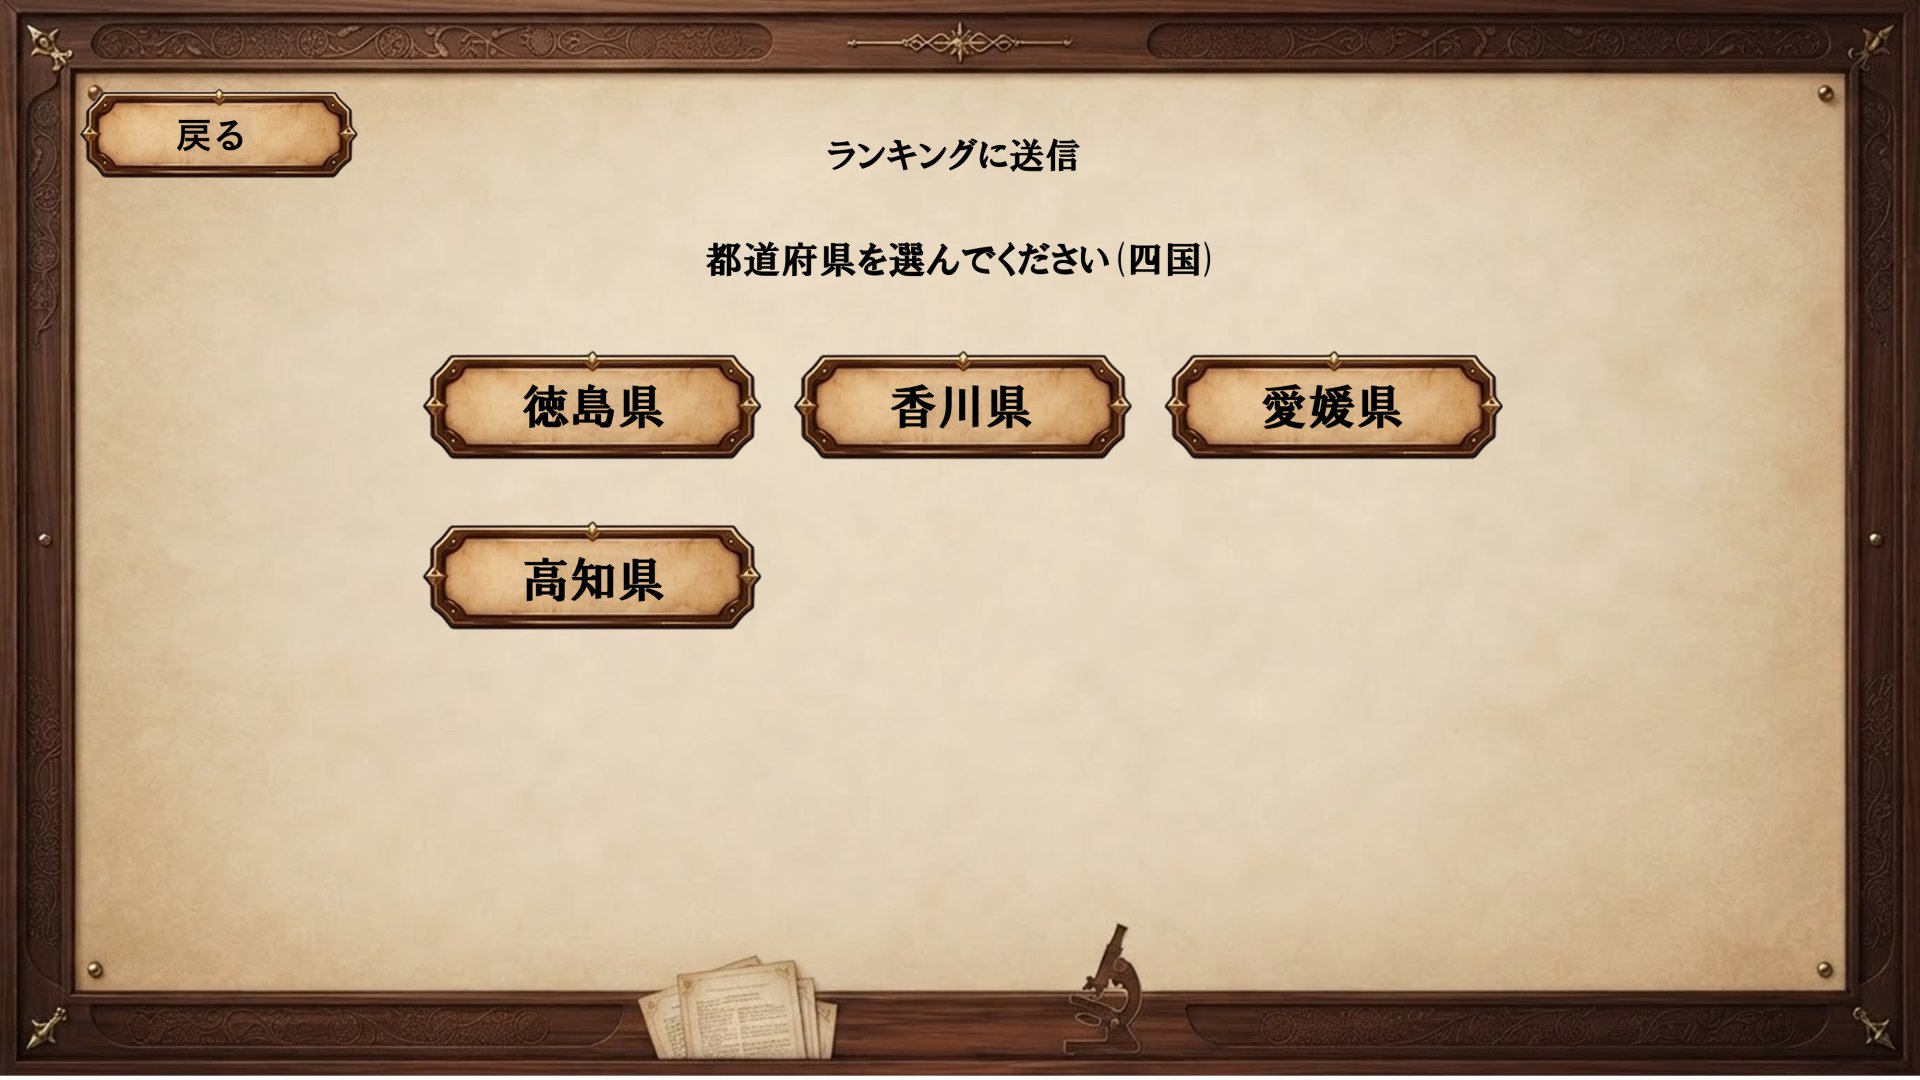 戻る
ランキングに送信
都道府県を選んでください(四国)
徳島県
香川県
愛媛県
高知県